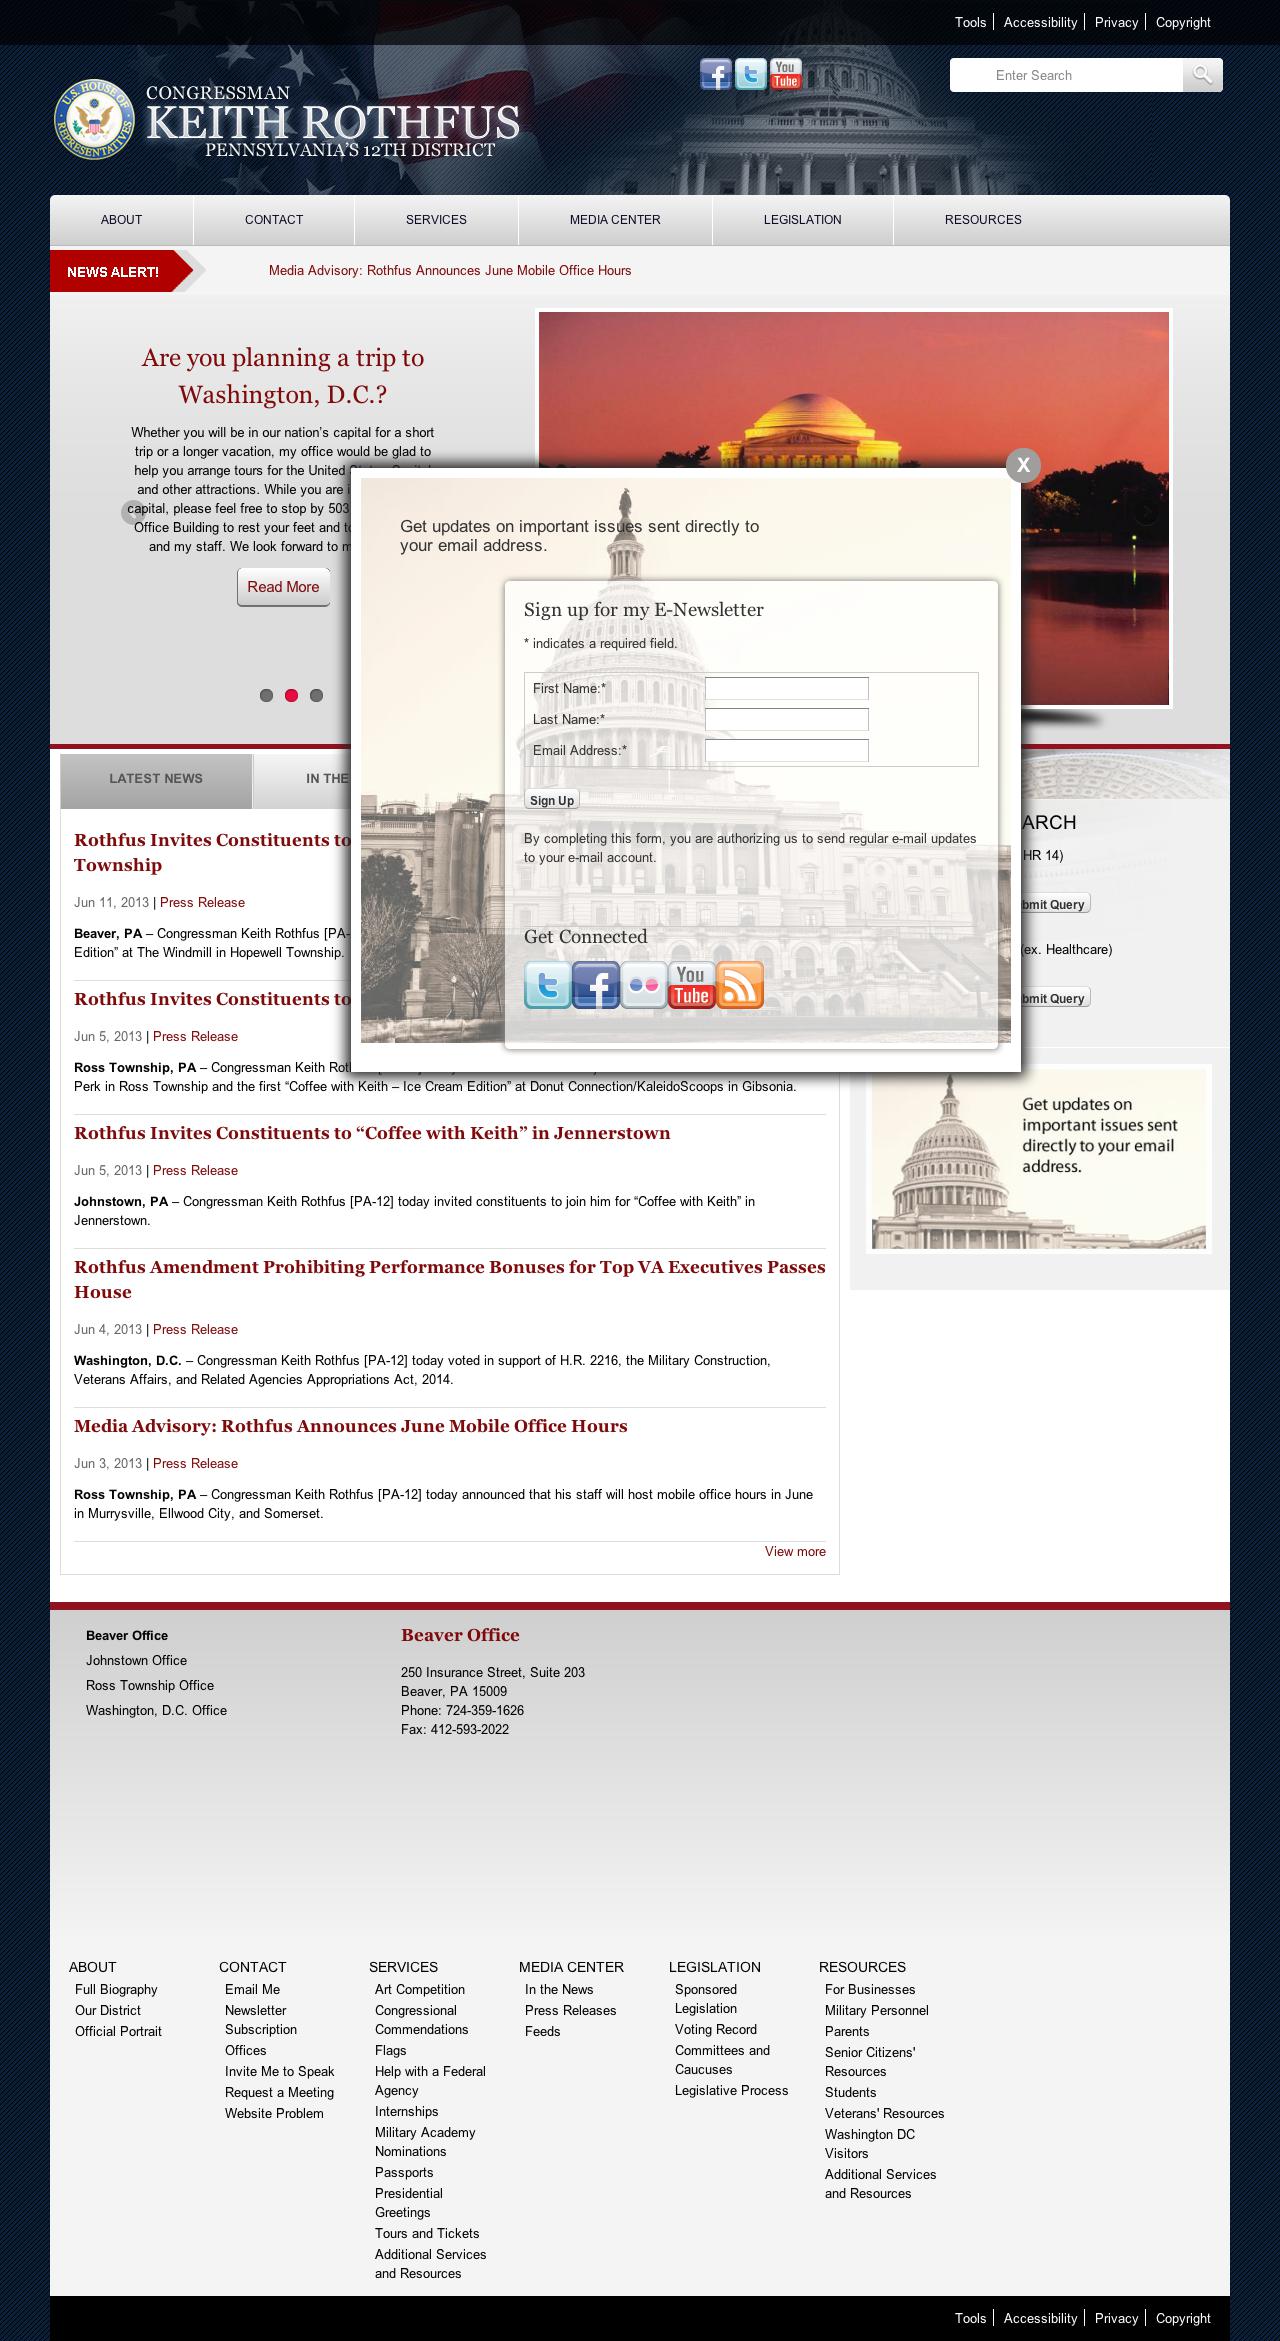 Tools Accessibility Privacy Copyright
Enter Search
CONGRESSMAN
KEITH ROTHFUS
PENNSYLVANIA'S 12TH DISTRICT
U.S. HOUSE OF REPRESENTATIVES
You Tube
ABOUT CONTACT SERVICES MEDIA CENTER LEGISLATION RESOURCES
NEWS ALERT!
Media Advisory: Rothfus Announces June Mobile Office Hours
Are you planning a trip to
Washington, D.C.?
Whether you will be in our nation's capital for a short
trip or a longer vacation, my office would be glad to
help you arrange tours for the United States Capitol
and other attractions. While you are
capital, please feel free to stop by 503
Office Building to rest your feet and
and my staff. We look forward to
Read More
X
Get updates on important issues sent directly to
your email address.
Sign up for my E-Newsletter
* indicates a required field.
First Name:*
Last Name:*
Email Address:*
Sign Up
By completing this form, you are authorizing us to send regular e-mail updates
to your e-mail account.
Get Connected
You Tube
LATEST NEWS
IN THE
Rothfus Invites Constituents to
Township
Jun 11, 2013 | Press Release
Beaver, PA – Congressman Keith Rothfus [PA-
Edition” at The Windmill in Hopewell Township.
Rothfus Invites Constituents to
Jun 5, 2013 | Press Release
Ross Township, PA – Congressman Keith
Perk in Ross Township and the first “Coffee with Keith – Ice Cream Edition” at Donut Connection/KaleidoScoops in Gibsonia.
Rothfus Invites Constituents to “Coffee with Keith” in Jennerstown
Jun 5, 2013 | Press Release
Johnstown, PA – Congressman Keith Rothfus [PA-12] today invited constituents to join him for “Coffee with Keith” in
Jennerstown.
Rothfus Amendment Prohibiting Performance Bonuses for Top VA Executives Passes
House
Jun 4, 2013 | Press Release
Washington, D.C. – Congressman Keith Rothfus [PA-12] today voted in support of H.R. 2216, the Military Construction,
Veterans Affairs, and Related Agencies Appropriations Act, 2014.
Media Advisory: Rothfus Announces June Mobile Office Hours
Jun 3, 2013 | Press Release
Ross Township, PA – Congressman Keith Rothfus [PA-12] today announced that his staff will host mobile office hours in June
in Murrysville, Ellwood City, and Somerset.
View more
ARCH
HR 14)
bmit Query
(ex. Healthcare)
bmit Query
Get updates on
important issues sent
directly to your email
address.
Beaver Office
Johnstown Office
Ross Township Office
Washington, D.C. Office
Beaver Office
250 Insurance Street, Suite 203
Beaver, PA 15009
Phone: 724-359-1626
Fax: 412-593-2022
ABOUT
Full Biography
Our District
Official Portrait
CONTACT
Email Me
Newsletter
Subscription
Offices
Invite Me to Speak
Request a Meeting
Website Problem
SERVICES
Art Competition
Congressional
Commendations
Flags
Help with a Federal
Agency
Internships
Military Academy
Nominations
Passports
Presidential
Greetings
Tours and Tickets
Additional Services
and Resources
MEDIA CENTER
In the News
Press Releases
Feeds
LEGISLATION
Sponsored
Legislation
Voting Record
Committees and
Caucuses
Legislative Process
RESOURCES
For Businesses
Military Personnel
Parents
Senior Citizens'
Resources
Students
Veterans' Resources
Washington DC
Visitors
Additional Services
and Resources
Tools Accessibility Privacy Copyright